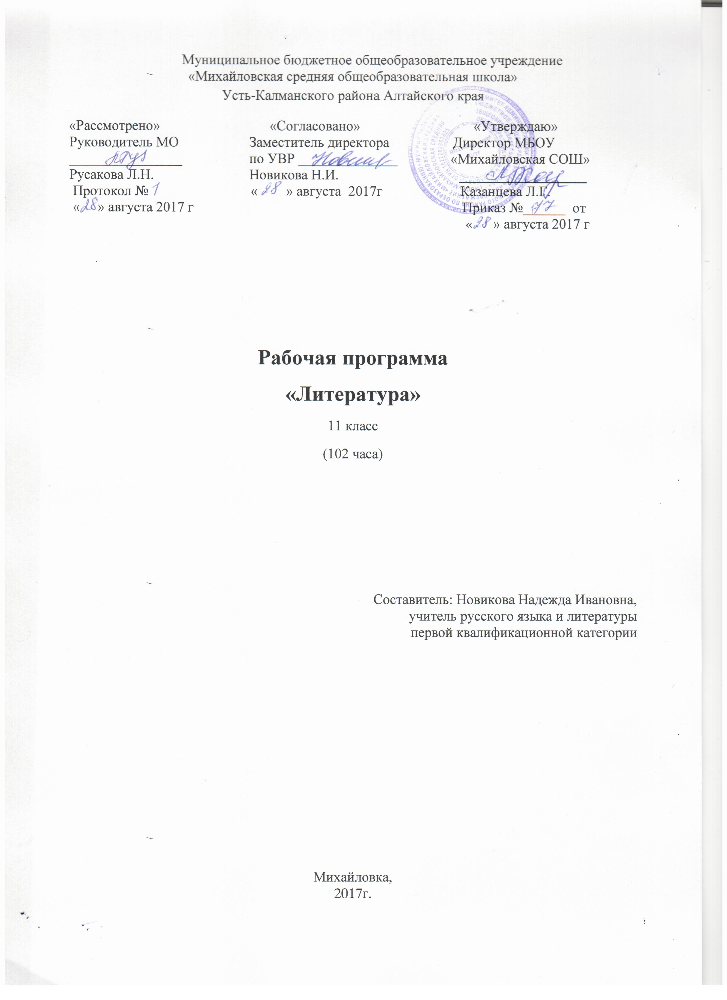 Муниципальное бюджетное общеобразовательное учреждение
«Михайловская средняя общеобразовательная школа»
Усть-Калманского района Алтайского края
«Рассмотрено»
Руководитель МО
Русакова Л.Н.
Протокол № 1
«28» августа 2017 г
«Согласовано»
Заместитель директора
по УВР
Новикова Н.И.
« 28 » августа 2017г
«Утверждаю»
Директор МБОУ
«Михайловская СОШ»
Казанцева Л.Г.
Приказ № 77 от
«28 » августа 2017 г
Рабочая программа
«Литература»
11 класс
(102 часа)
Составитель: Новикова Надежда Ивановна,
учитель русского языка и литературы
первой квалификационной категории
Михайловка,
2017г.